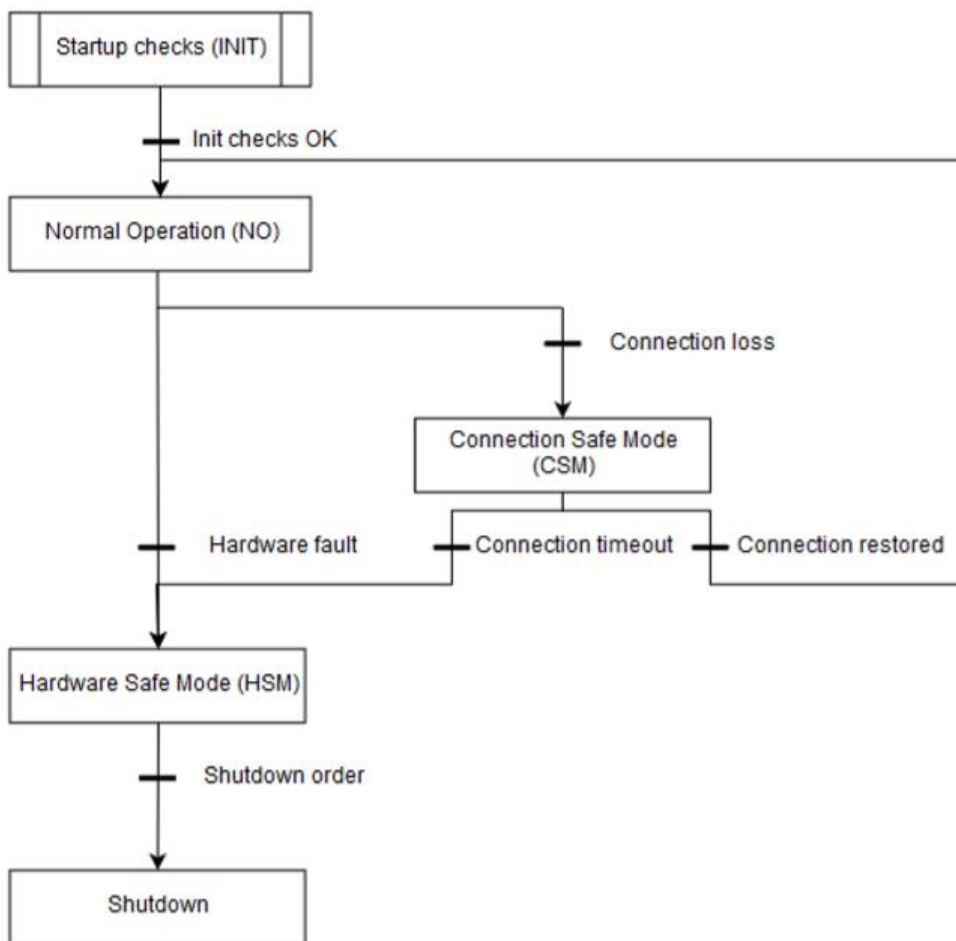 Startup checks (INIT)
Init checks OK
Normal Operation (NO)
Connection loss
Connection Safe Mode
(CSM)
Hardware fault
Connection timeout
Connection restored
Hardware Safe Mode (HSM)
Shutdown order
Shutdown